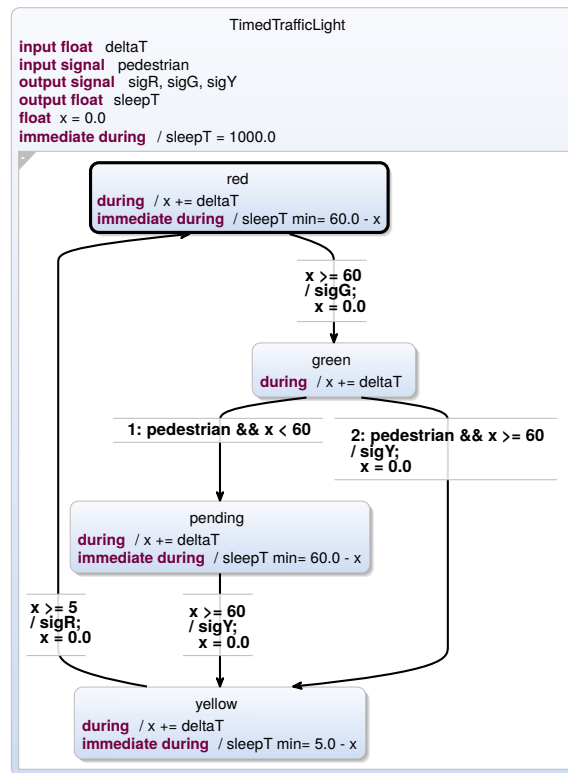 TimedTrafficLight
input float deltaT
input signal pedestrian
output signal sigR, sigG, sigY
output float sleepT
float x = 0.0
immediate during / sleepT = 1000.0
-
red
during / x += deltaT
immediate during / sleepT min= 60.0 - x
x >= 60
/ sigG;
x = 0.0
green
during / x += deltaT
1: pedestrian && x < 60
2: pedestrian && x >= 60
/ sigY;
x = 0.0
pending
during / x += deltaT
immediate during / sleepT min= 60.0 - x
x >= 5
/ sigR;
x = 0.0
x >= 60
/ sigY;
x = 0.0
yellow
during / x += deltaT
immediate during / sleepT min= 5.0 - x